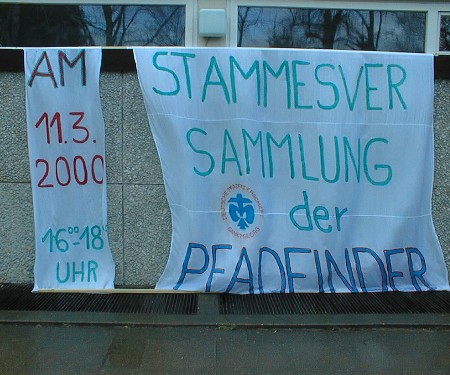 AM
11.3.
2000
16°°-18°°
UHR
STAMMESVER
SAMMLUNG
der
PFADFINDER